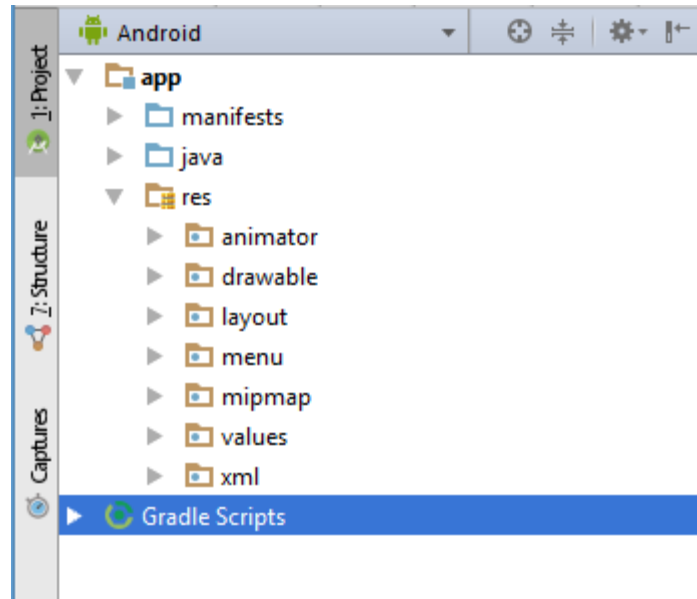 Android
app
manifests
java
res
animator
drawable
layout
menu
mipmap
values
xml
Gradle Scripts
1: Project
7: Structure
Captures